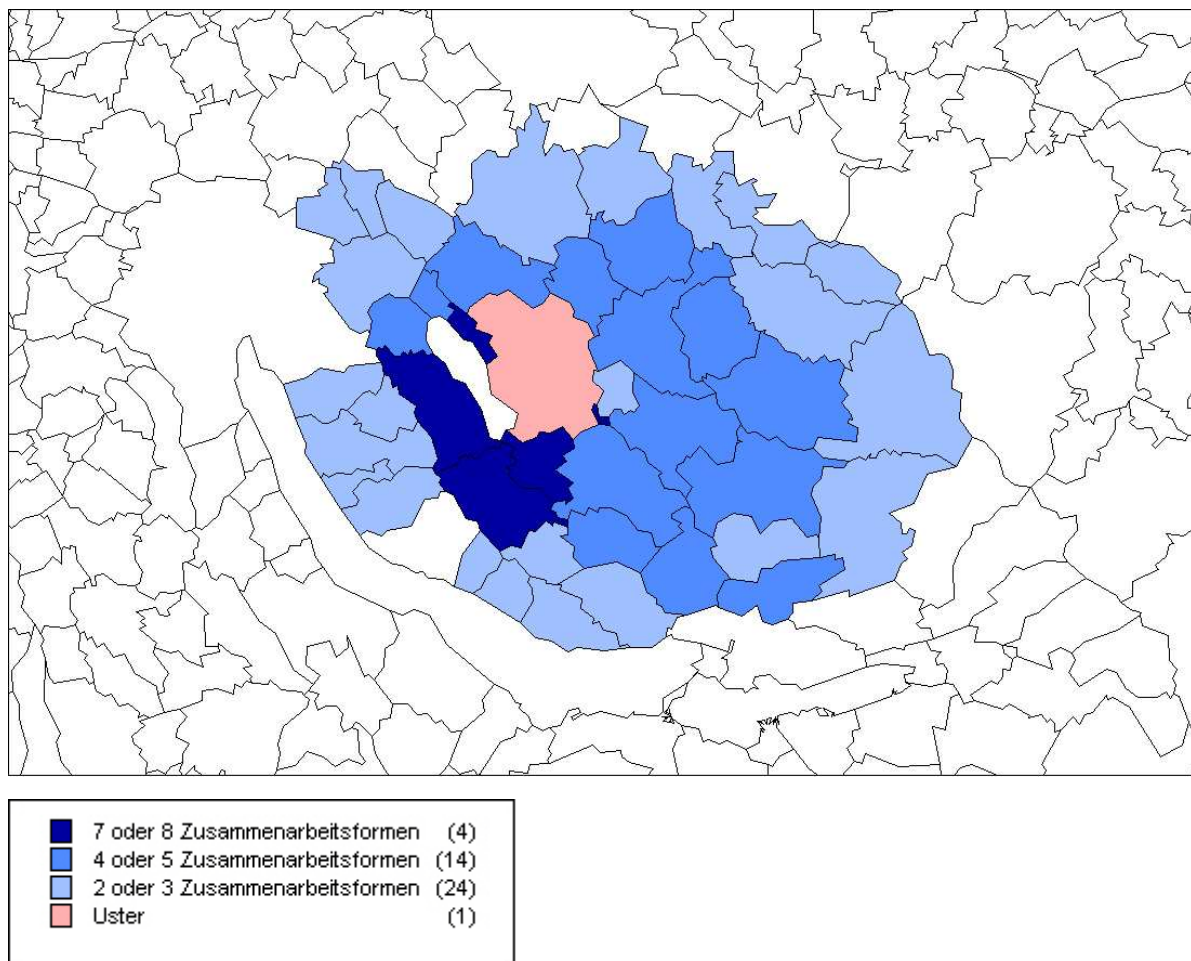 7 oder 8 Zusammenarbeitsformen (4)
4 oder 5 Zusammenarbeitsformen (14)
2 oder 3 Zusammenarbeitsformen (24)
Uster (1)